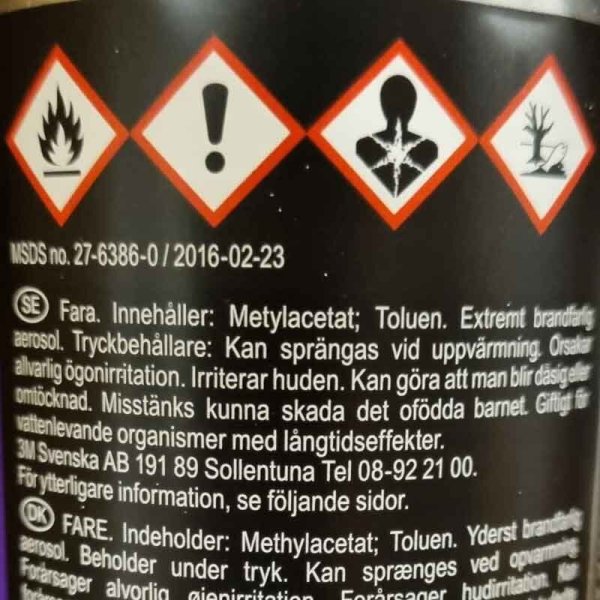 MSDS no. 27-6386-0 / 2016-02-23
SE Fara. Innehåller: Metylacetat; Toluen. Extremt brandfarlig
aerosol. Tryckbehållare: Kan sprängas vid uppvärmning. Orsakar
allvarlig ögonirritation. Irriterar huden. Kan göra att man blir dåsig eller
omtöcknad. Misstänks kunna skada det ofödda barnet. Giftigt för
vattenlevande organismer med långtidseffekter.
3M Svenska AB 191 89 Sollentuna Tel 08-92 21 00.
För ytterligare information, se följande sidor.
DK FARE. Indeholder: Methylacetat; Toluen. Yderst brandfarlig
aerosol. Beholder under tryk. Kan sprænges ved opvarmning.
Forårsager alvorlig øjenirritation. Forårsager hudirritation. Kan